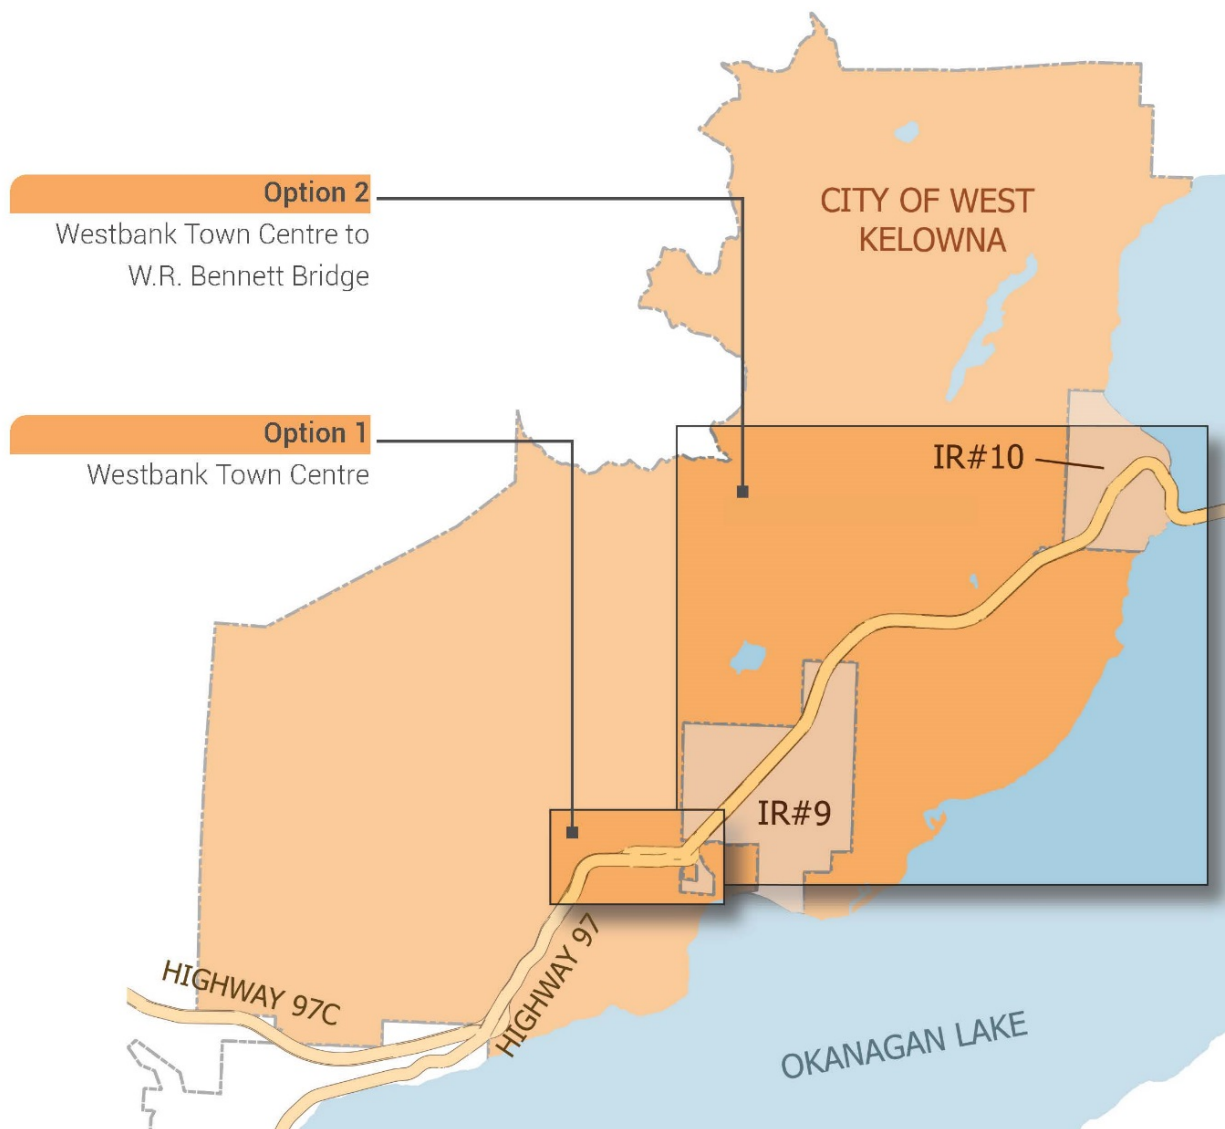 Option 2
Westbank Town Centre to
W.R. Bennett Bridge
CITY OF WEST
KELOWNA
Option 1
Westbank Town Centre
IR#10
IR#9
HIGHWAY 97
HIGHWAY 97C
OKANAGAN LAKE